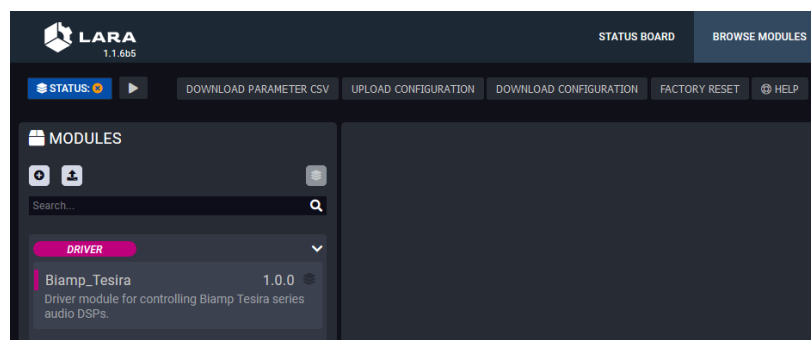 LARA
1.1.6b5
STATUS BOARD
BROWSE MODULES
STATUS:
DOWNLOAD PARAMETER CSV
UPLOAD CONFIGURATION
DOWNLOAD CONFIGURATION
FACTORY RESET
HELP
MODULES
Search...
DRIVER
Biamp_Tesira 1.0.0
Driver module for controlling Biamp Tesira series
audio DSPs.